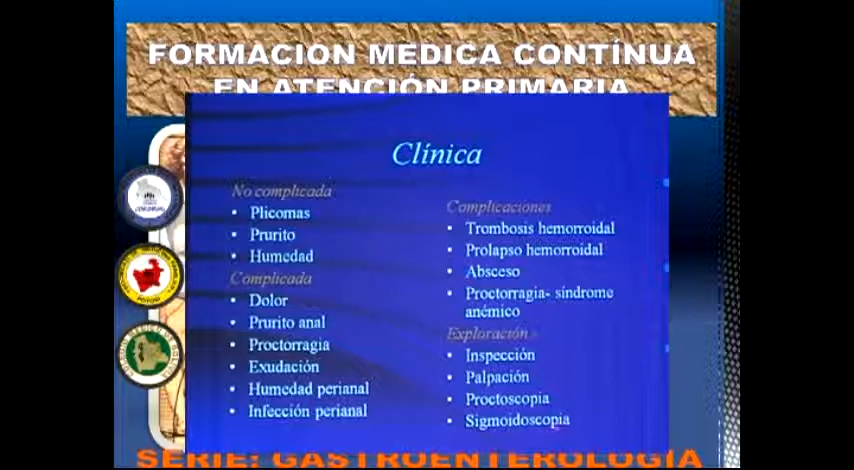 FORMACION MEDICA CONTÍNUA
EN ATENCIÓN PRIMARIA
Clínica
No complicada
• Plicomas
• Prurito
• Humedad
Complicada
• Dolor
• Prurito anal
• Proctorragia
• Exudación
• Humedad perianal
• Infección perianal
Complicaciones
• Trombosis hemorroidal
• Prolapso hemorroidal
• Absceso
• Proctorragia- síndrome
anémico
Exploración
• Inspección
• Palpación
• Proctoscopia
• Sigmoidoscopia
SERIE: GASTROENTEROLOGIA